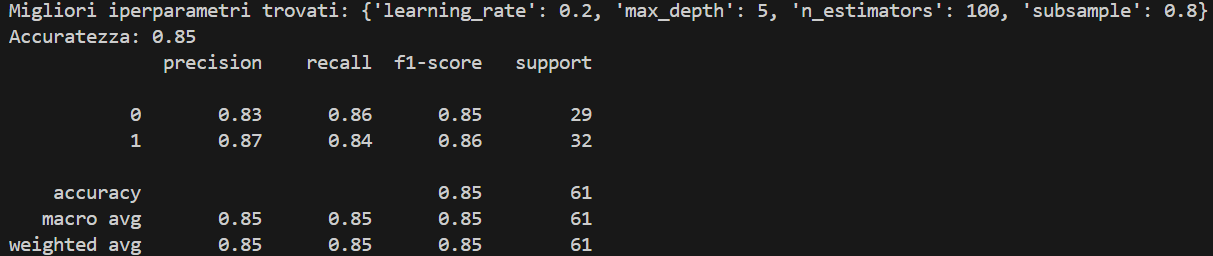 Migliori iperparametri trovati: {'learning_rate': 0.2, 'max_depth': 5, 'n_estimators': 100, 'subsample': 0.8}
Accuratezza: 0.85
precision recall f1-score support
0 0.83 0.86 0.85 29
1 0.87 0.84 0.86 32
accuracy 0.85 61
macro avg 0.85 0.85 0.85 61
weighted avg 0.85 0.85 0.85 61